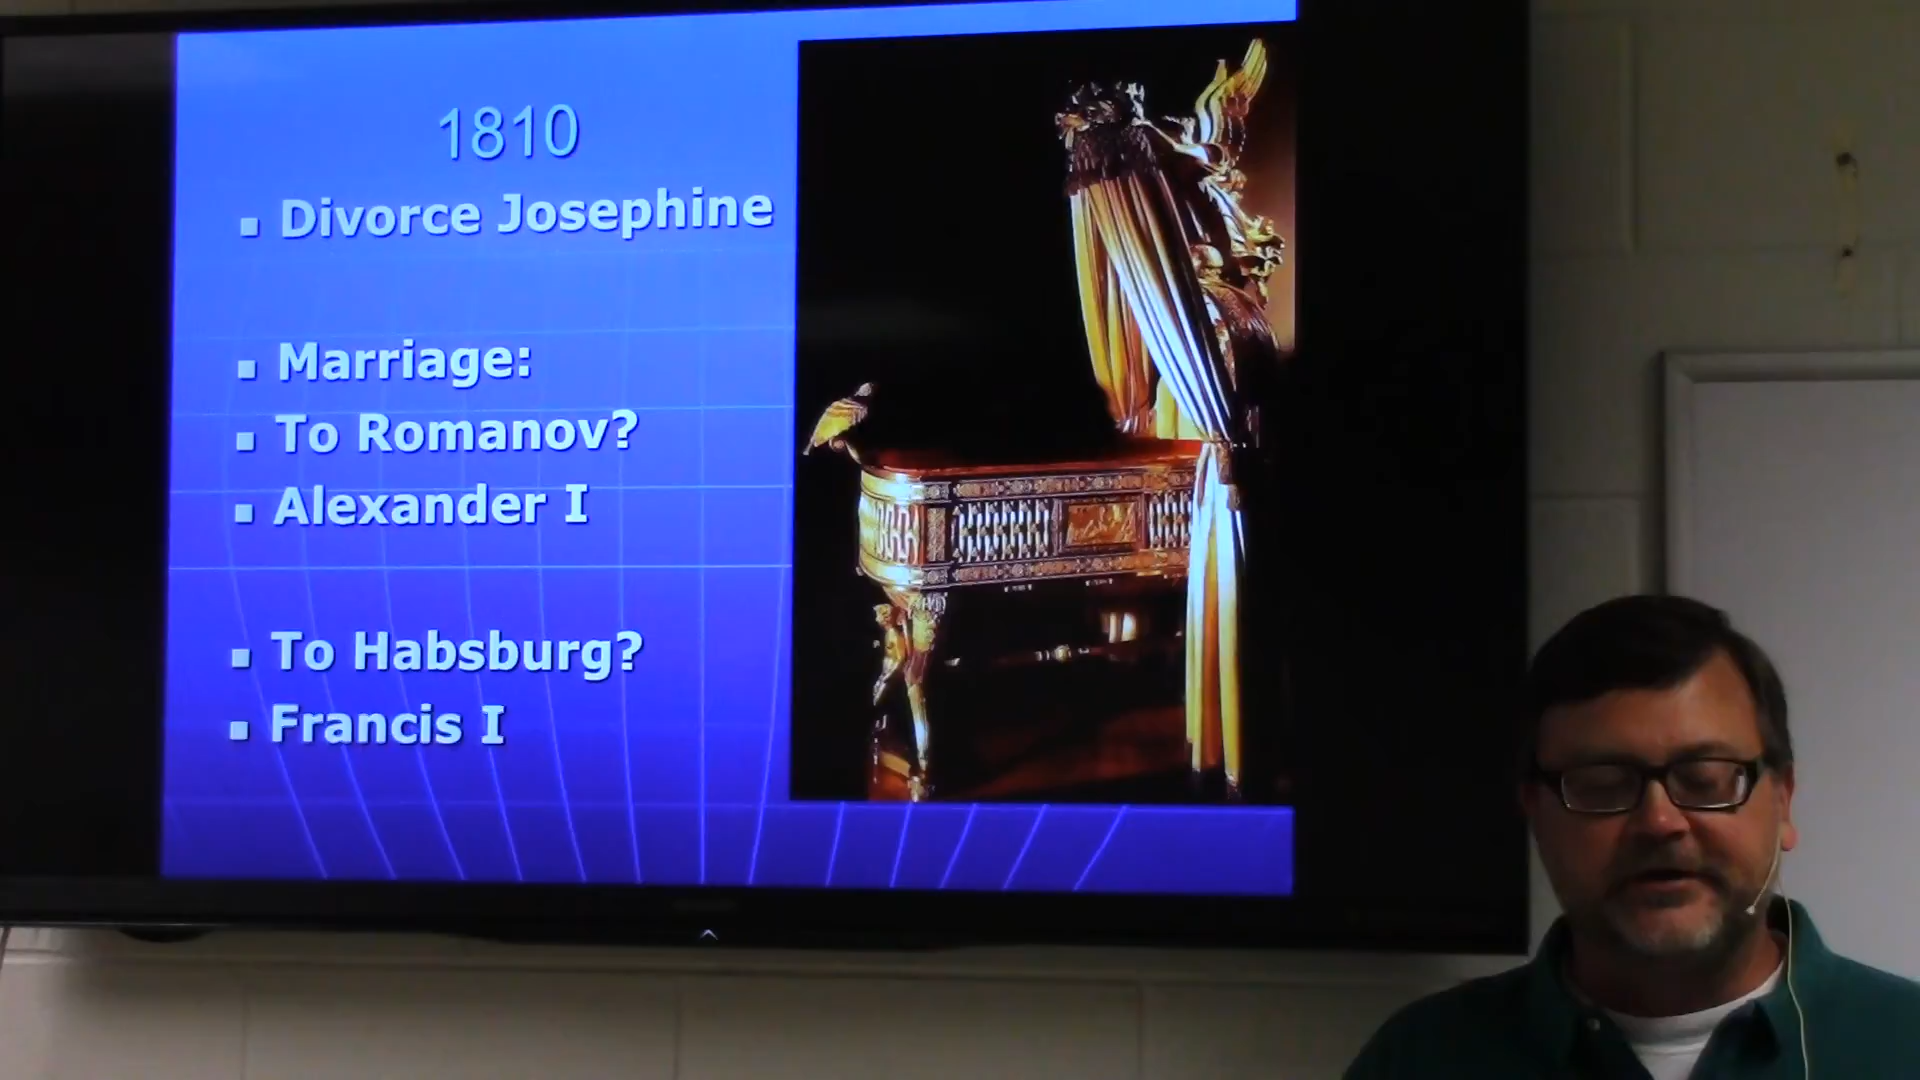 1810
Divorce Josephine
Marriage:
To Romanov?
Alexander I
To Habsburg?
Francis I